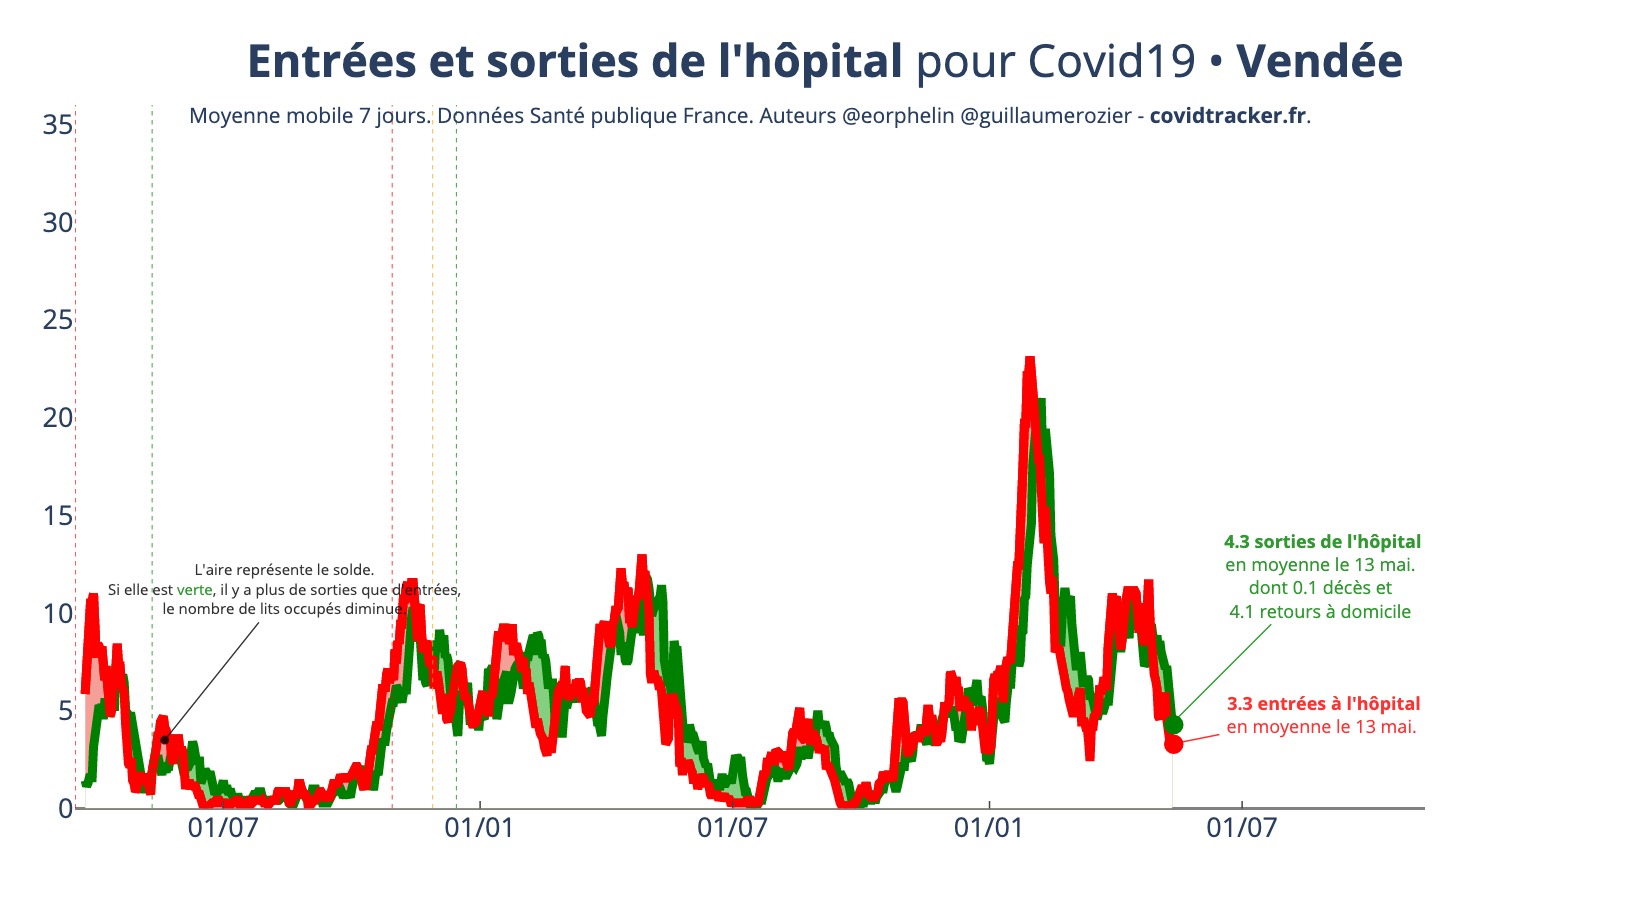 Entrées et sorties de l'hôpital pour Covid19 • Vendée
Moyenne mobile 7 jours. Données Santé publique France. Auteurs @eorphelin @guillaumerozier - covidtracker.fr.
35
30
25
20
15
10
5
0
L'aire représente le solde.
Si elle est verte, il y a plus de sorties que d'entrées,
le nombre de lits occupés diminue.
4.3 sorties de l'hôpital
en moyenne le 13 mai.
dont 0.1 décès et
4.1 retours à domicile
3.3 entrées à l'hôpital
en moyenne le 13 mai.
01/07 01/01 01/07 01/01 01/07